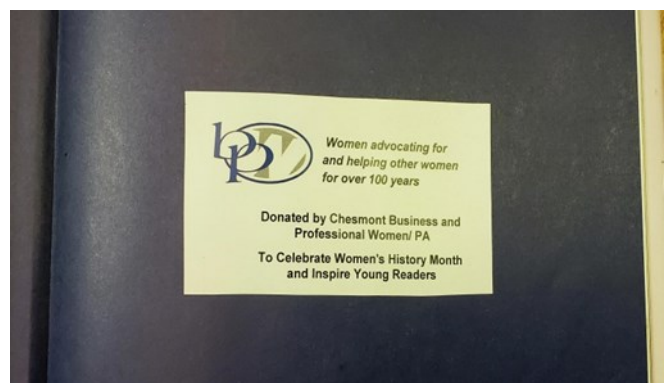 bpw
Women advocating for
and helping other women
for over 100 years
Donated by Chesmont Business and
Professional Women/ PA
To Celebrate Women's History Month
and Inspire Young Readers